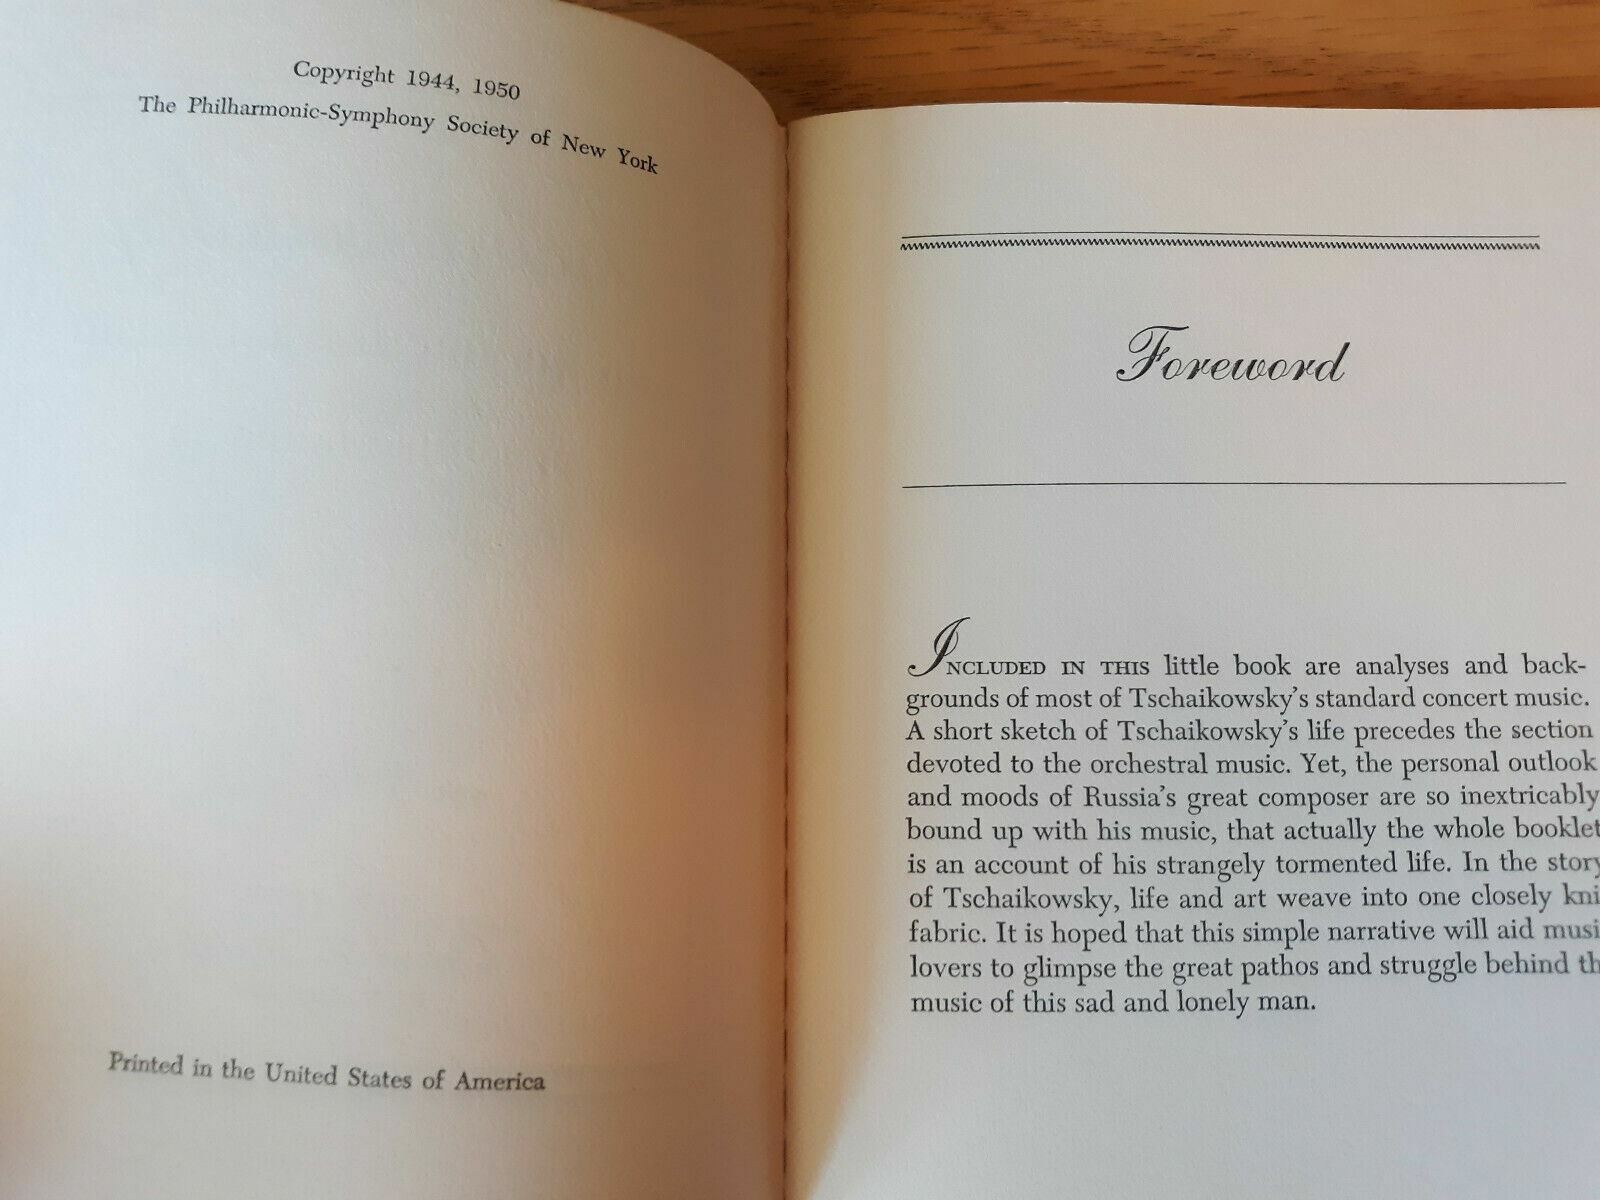 Copyright 1944, 1950
The Philharmonic-Symphony Society of New York
Printed in the United States of America
Foreword
INCLUDED IN THIS little book are analyses and back-
grounds of most of Tschaikowsky's standard concert music.
A short sketch of Tschaikowsky's life precedes the section
devoted to the orchestral music. Yet, the personal outlook
and moods of Russia's great composer are so inextricably
bound up with his music, that actually the whole booklet
is an account of his strangely tormented life. In the story
of Tschaikowsky, life and art weave into one closely kni
fabric. It is hoped that this simple narrative will aid musi
lovers to glimpse the great pathos and struggle behind th
music of this sad and lonely man.